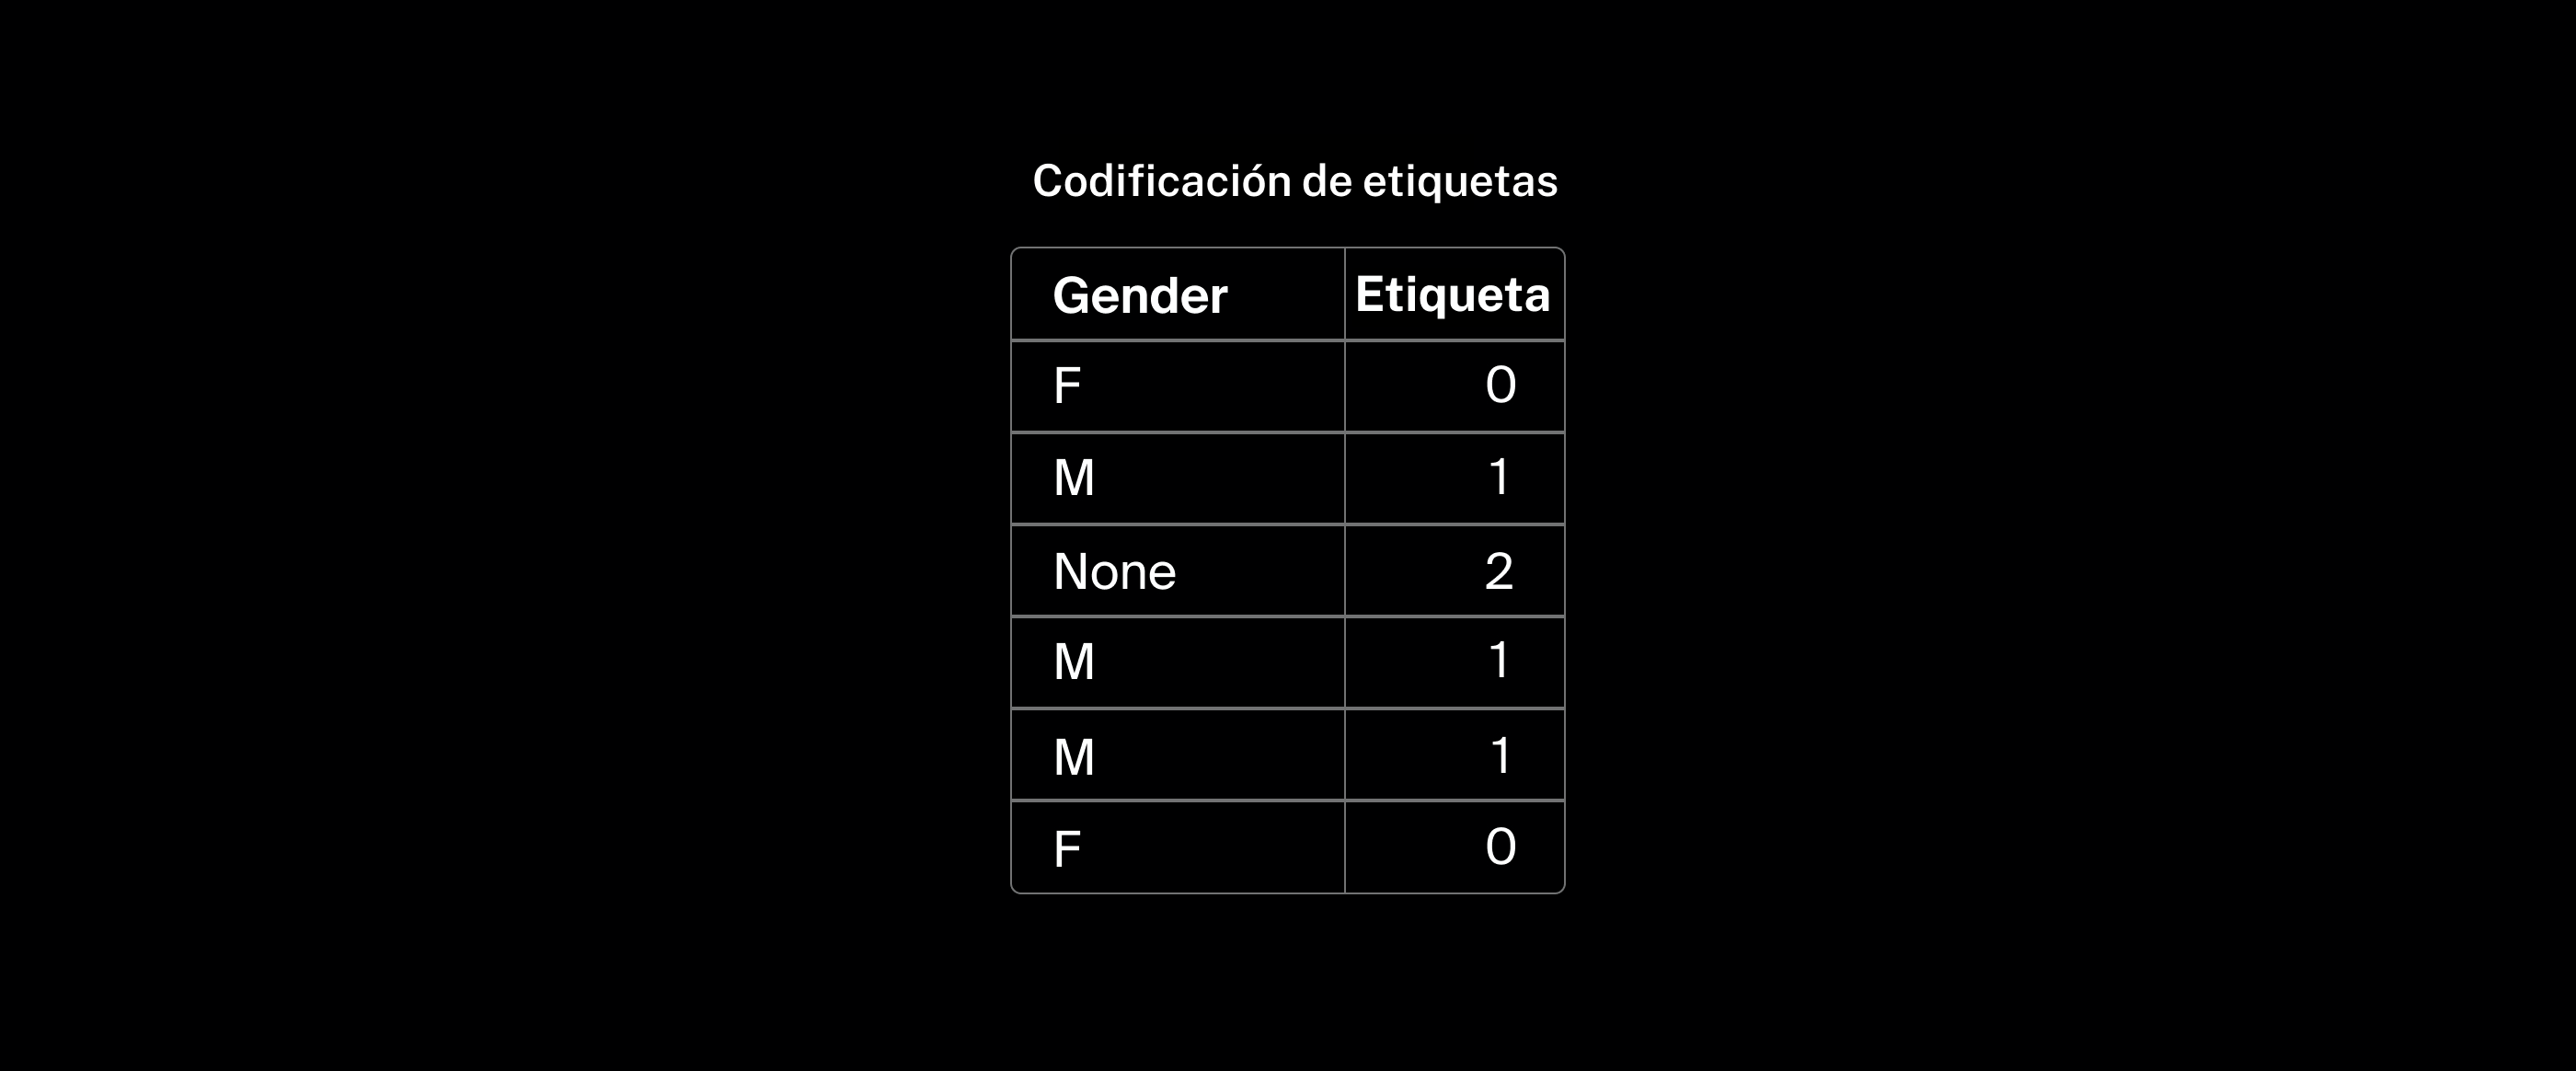 Codificación de etiquetas
Gender Etiqueta
F 0
M 1
None 2
M 1
M 1
F 0